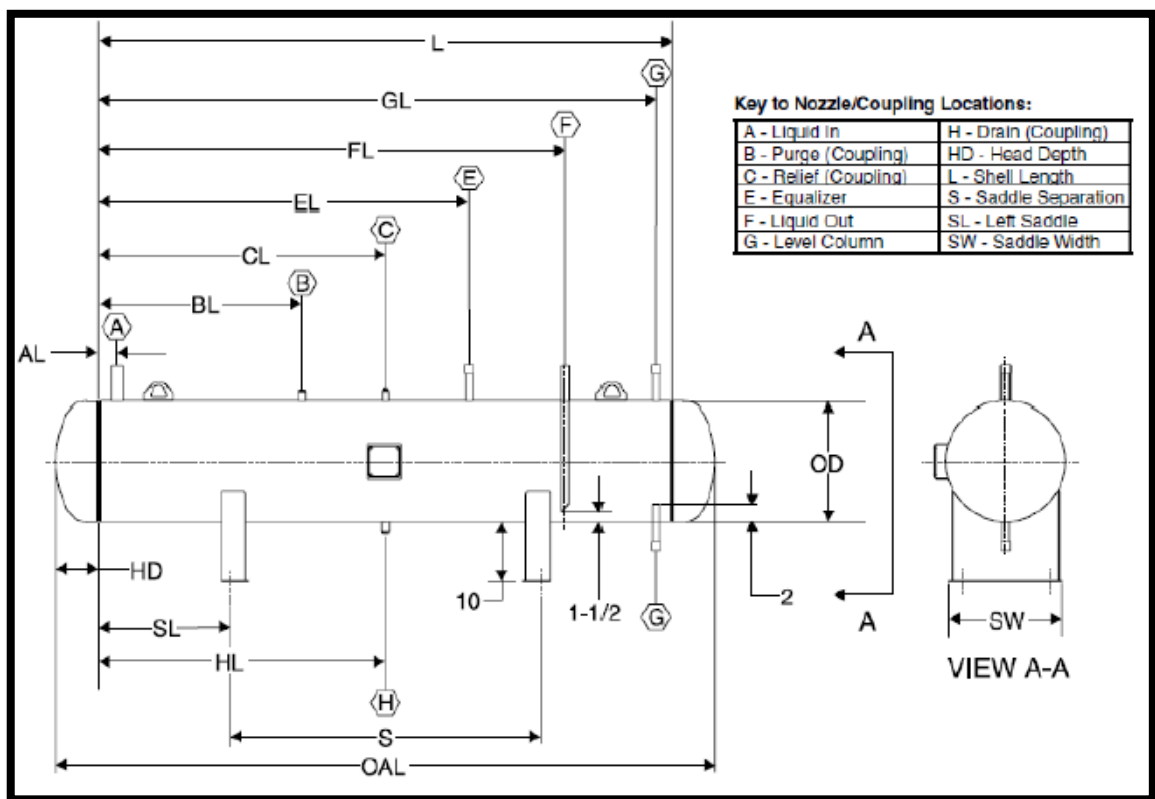 L
G
GL
Key to Nozzle/Coupling Locations:
A - Liquid In
H - Drain (Coupling)
B - Purge (Coupling)
HD - Head Depth
C - Relief (Coupling)
L - Shell Length
E - Equalizer
S - Saddle Separation
F - Liquid Out
SL - Left Saddle
G - Level Column
SW - Saddle Width
F
FL
E
EL
C
CL
B
BL
A
AL
A
OD
HD
10
1-1/2
2
G
A
SL
SW
HL
VIEW A-A
H
S
OAL